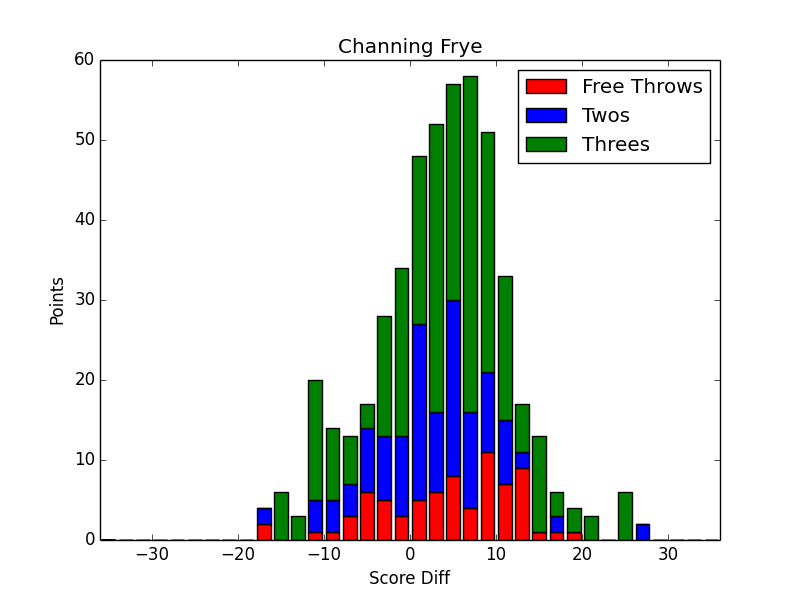 Channing Frye
Free Throws
Twos
Threes
60
50
40
30
20
10
0
Points
−30 −20 −10 0 10 20 30
Score Diff